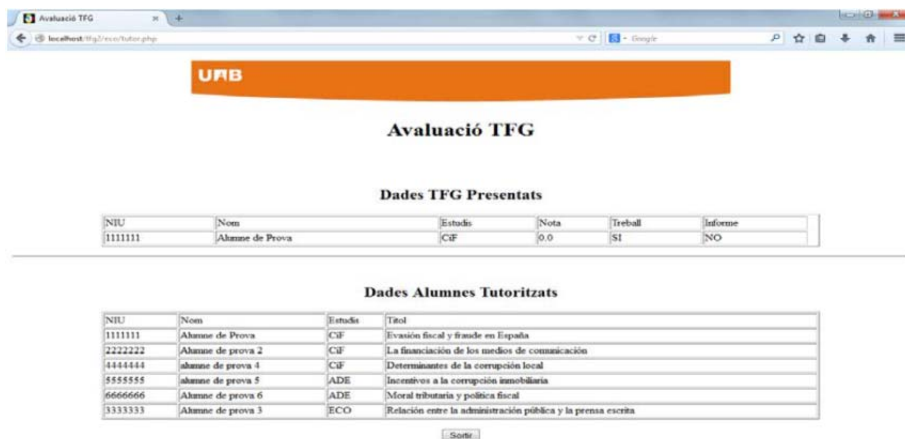 Avaluació TFG
localhost/tfg2/eco/tutor.php
Google
UAB
Avaluació TFG
Dades TFG Presentats
NIU Nom Estudis Nota Treball Informe
1111111 Alumne de Prova CiF 0.0 SI NO
Dades Alumnes Tutoritzats
NIU Nom Estudis Titol
1111111 Alumne de Prova CiF Evasión fiscal y fraude en España
2222222 Alumne de prova 2 CiF La financiación de los medios de comunicación
4444444 alumne de prova 4 CiF Determinantes de la corrupción local
5555555 alumne de prova 5 ADE Incentivos a la corrupción inmobiliaria
6666666 Alumne de prova 6 ADE Moral tributaria y politica fiscal
3333333 Alumne de prova 3 ECO Relación entre la administración pública y la prensa escrita
Sortir